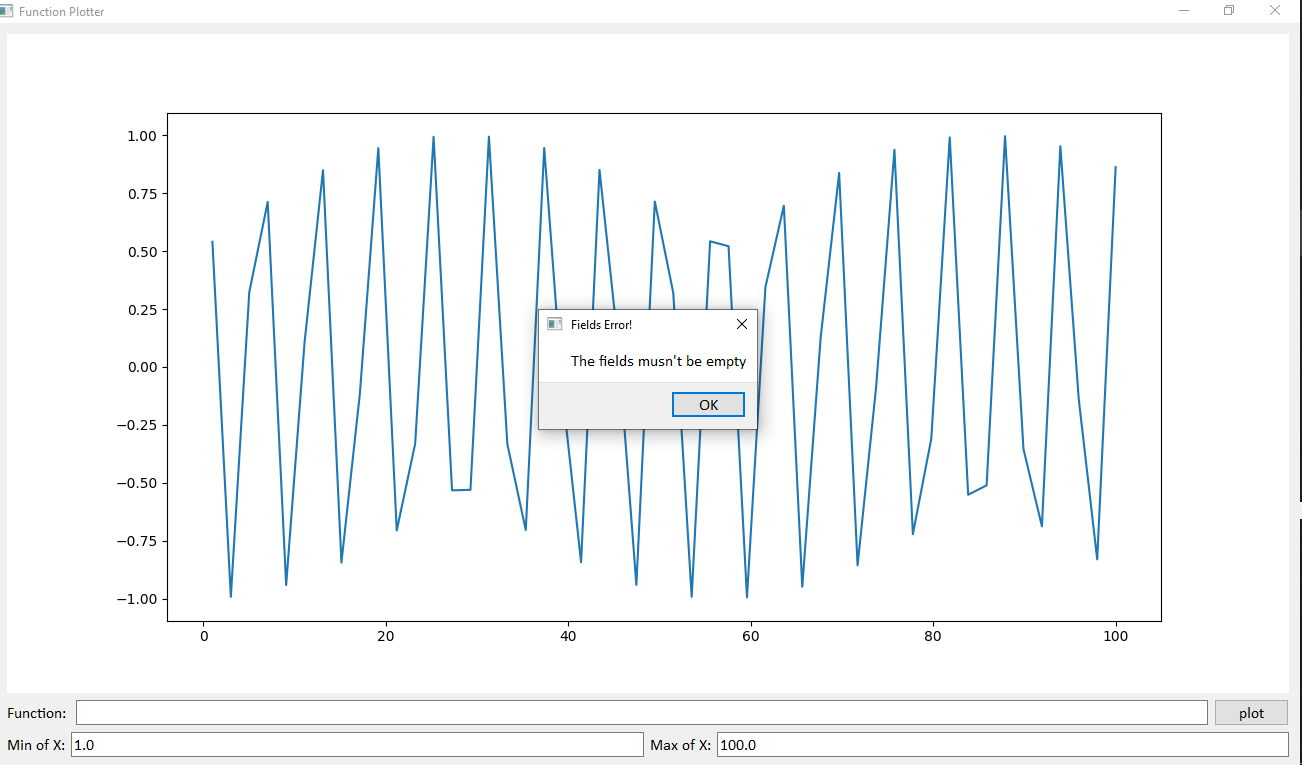 Function Plotter
1.00
0.75
0.50
0.25
0.00
−0.25
−0.50
−0.75
−1.00
0 20 40 60 80 100
Fields Error!
The fields musn't be empty
OK
Function: plot
Min of X: 1.0 Max of X: 100.0